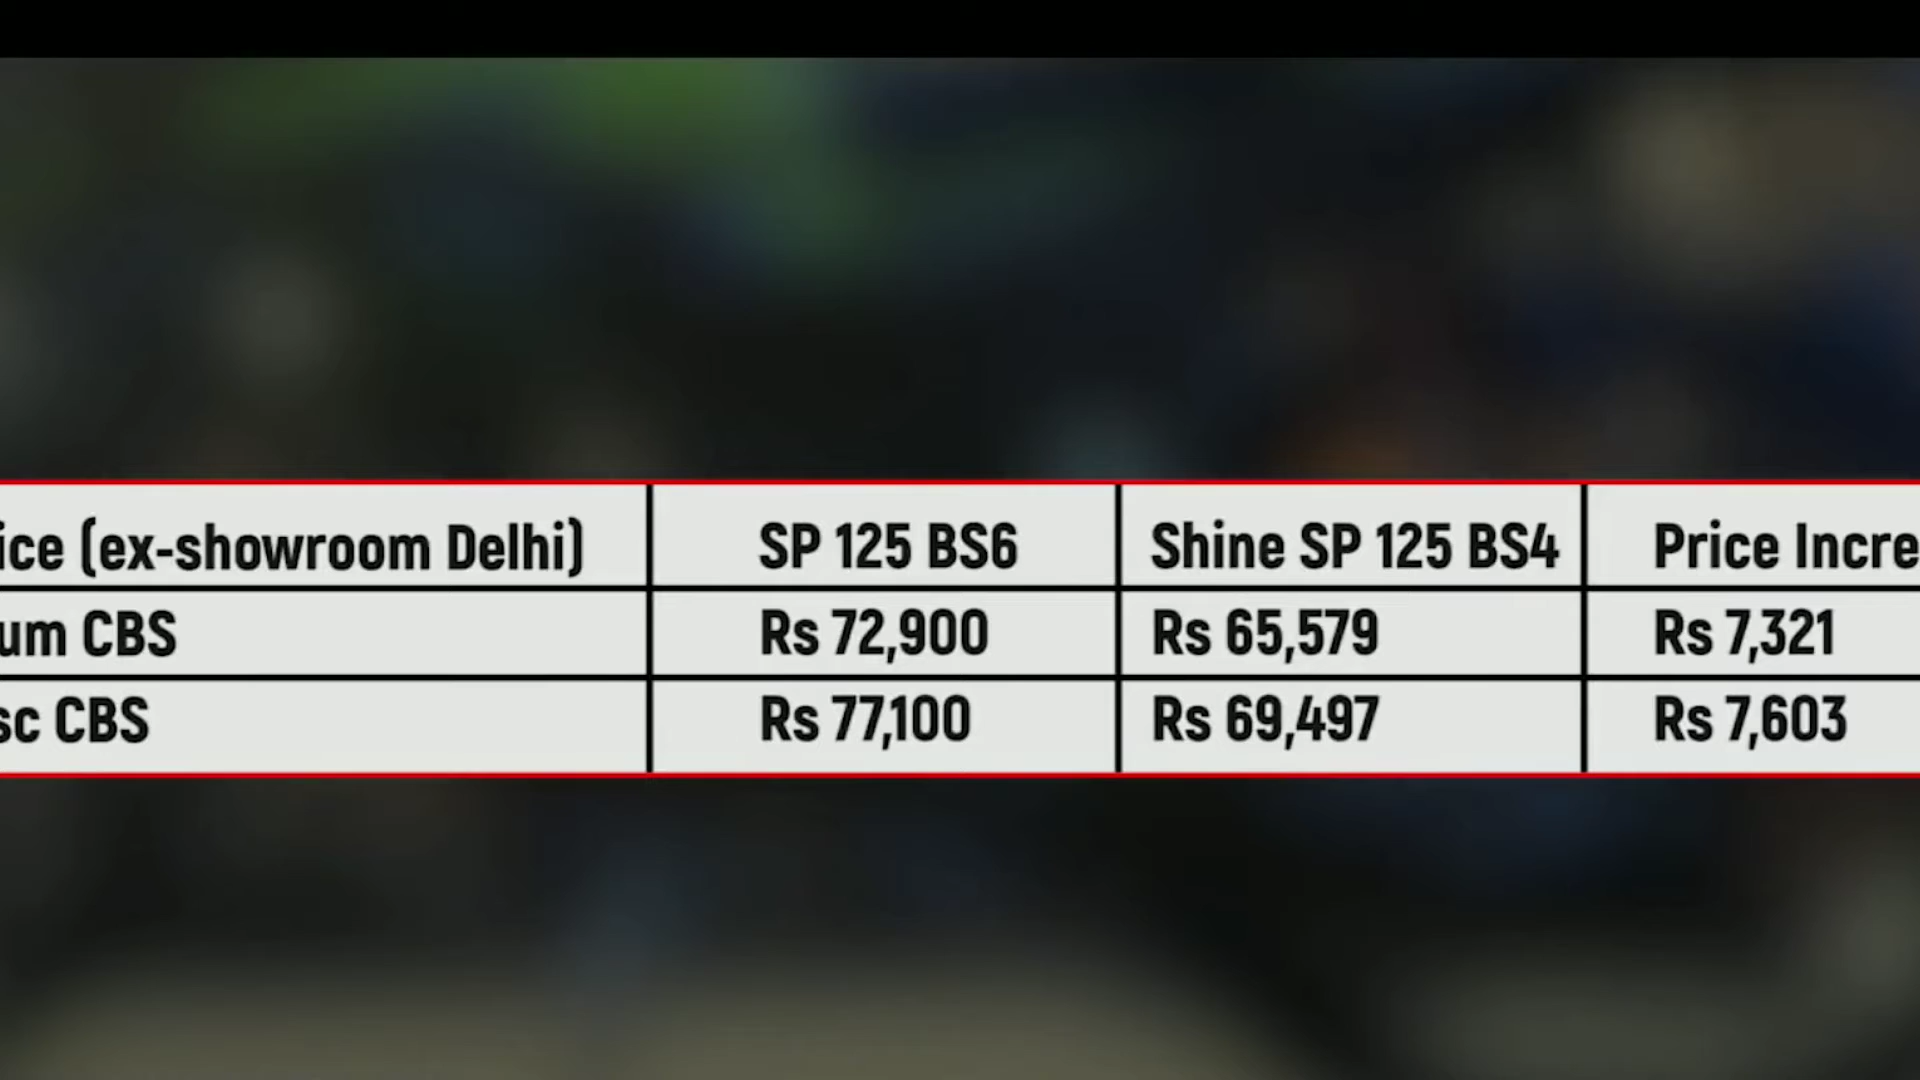 ice (ex-showroom Delhi) SP 125 BS6 Shine SP 125 BS4 Price Incre
um CBS Rs 72,900 Rs 65,579 Rs 7,321
sc CBS Rs 77,100 Rs 69,497 Rs 7,603